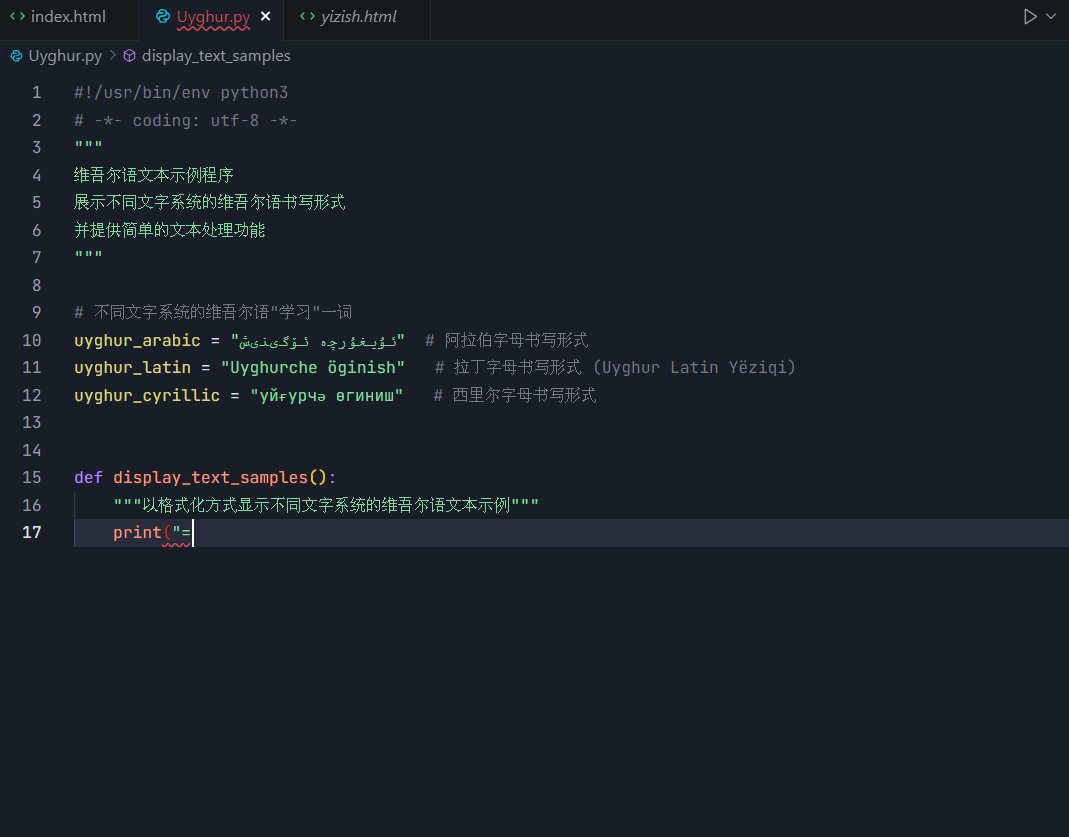 index.html
Uyghur.py
yizish.html
Uyghur.py > display_text_samples
1 #!/usr/bin/env python3
2 # -*- coding: utf-8 -*-
3 """
4 维吾尔语文本示例程序
5 展示不同文字系统的维吾尔语书写形式
6 并提供简单的文本处理功能
7 """
8
9 # 不同文字系统的维吾尔语"学习"一词
10 uyghur_arabic = "ئۇيغۇرچە ئۆگىنىش"  # 阿拉伯字母书写形式
11 uyghur_latin = "Uyghurche öginish"   # 拉丁字母书写形式 (Uyghur Latin Yëziqi)
12 uyghur_cyrillic = "уйғурчә өгиниш"   # 西里尔字母书写形式
13
14
15 def display_text_samples():
16     """以格式化方式显示不同文字系统的维吾尔语文本示例"""
17     print("=